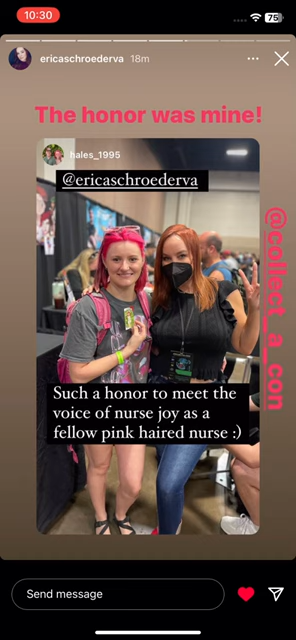 10:30
75
ericaschroederva 18m
The honor was mine!
hales_1995
@ericschroederva
@collect_a_con
Such a honor to meet the
voice of nurse joy as a
fellow pink haired nurse :)
Send message